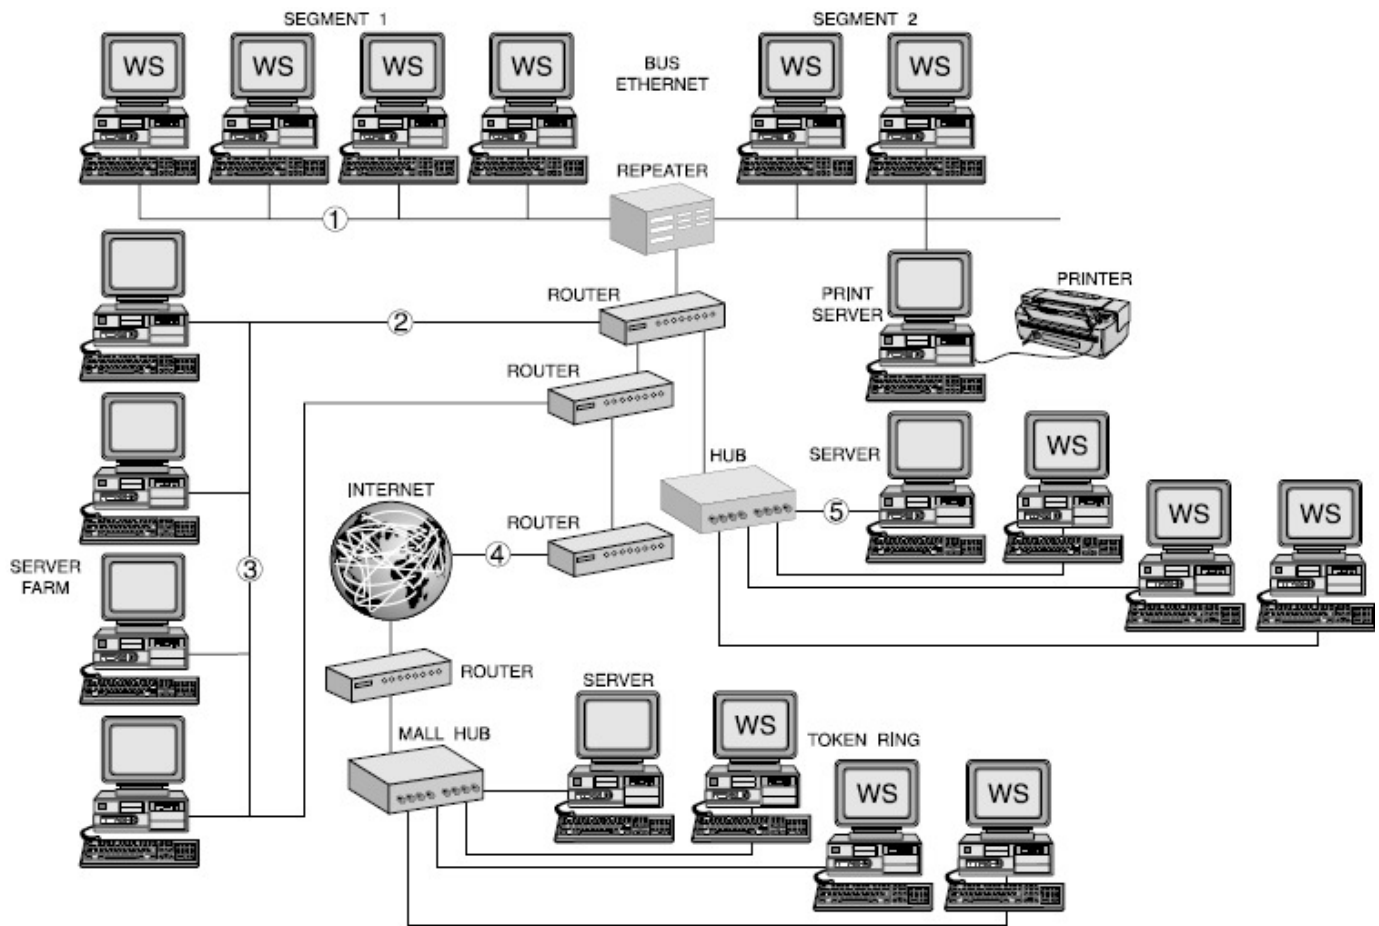 SEGMENT 1
SEGMENT 2
WS
WS
WS
WS
BUS
ETHERNET
WS
WS
REPEATER
1
ROUTER
PRINT
SERVER
PRINTER
2
ROUTER
HUB
SERVER
WS
WS
WS
INTERNET
ROUTER
5
4
SERVER
FARM
3
ROUTER
SERVER
MALL HUB
WS
TOKEN RING
WS
WS